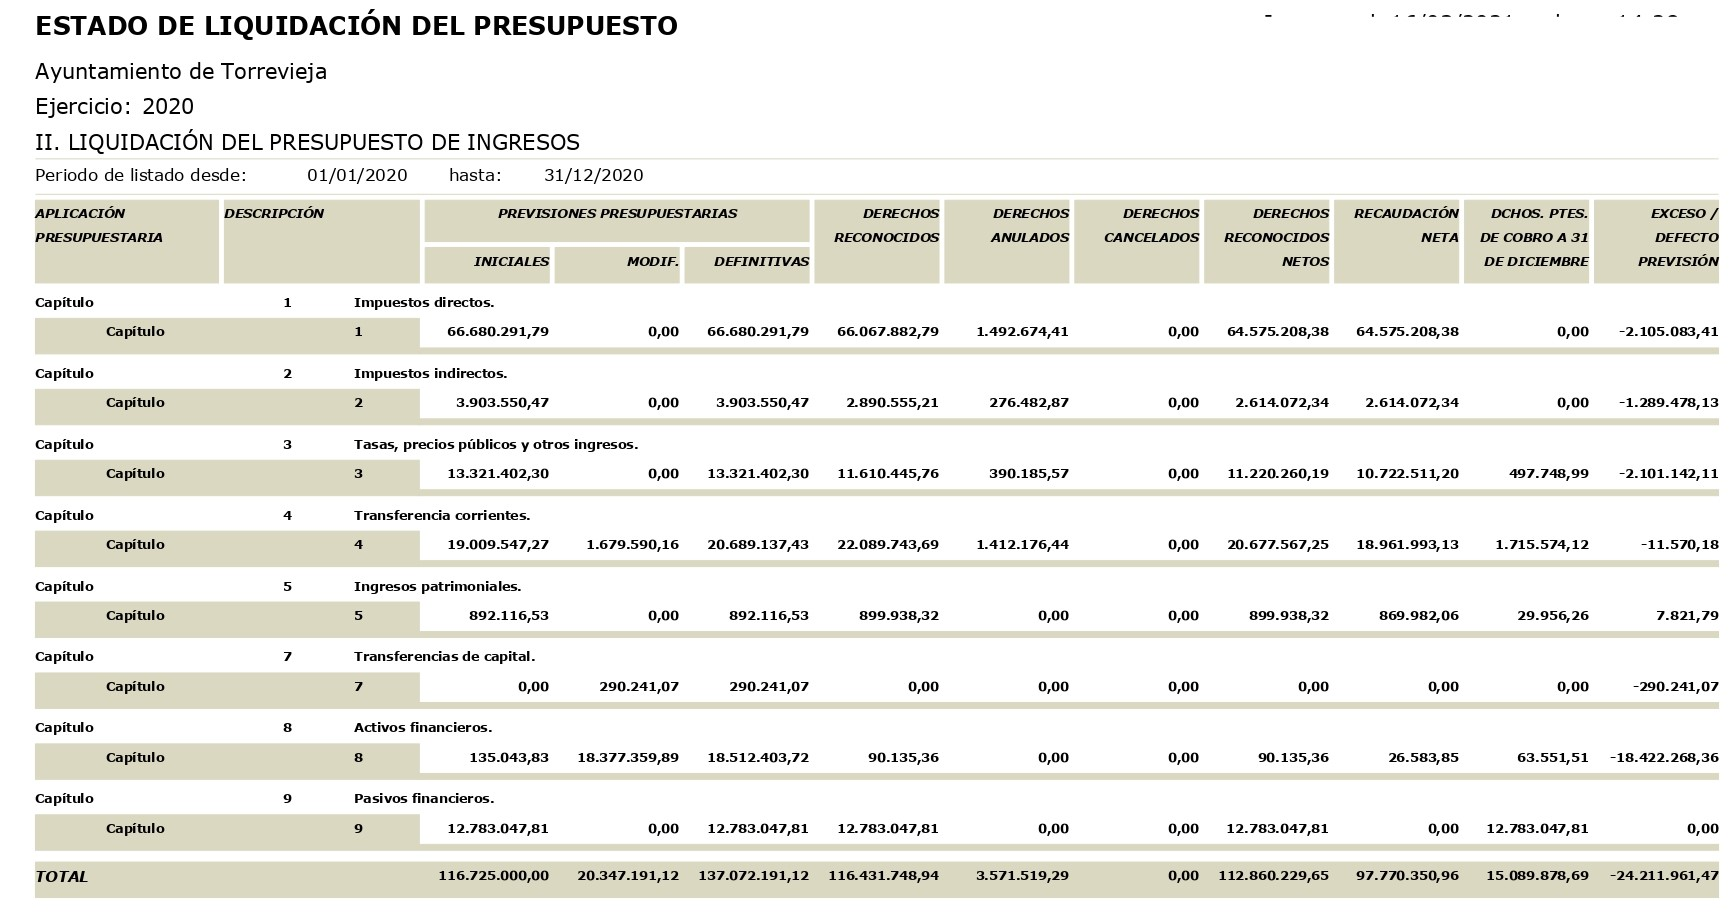 ESTADO DE LIQUIDACIÓN DEL PRESUPUESTO
Ayuntamiento de Torrevieja
Ejercicio: 2020
II. LIQUIDACIÓN DEL PRESUPUESTO DE INGRESOS
Periodo de listado desde: 01/01/2020 hasta: 31/12/2020
APLICACIÓN DESCRIPCIÓN PREVISIONES PRESUPUESTARIAS DERECHOS DERECHOS DERECHOS DERECHOS RECAUDACIÓN DCHOS. PTES. EXCESO /
PRESUPUESTARIA RECONOCIDOS ANULADOS CANCELADOS RECONOCIDOS NETA DE COBRO A 31 DEFECTO
INICIALES MODIF. DEFINITIVAS NETOS DE DICIEMBRE PREVISIÓN
Capítulo 1 Impuestos directos.
Capítulo 1 66.680.291,79 0,00 66.680.291,79 66.067.882,79 1.492.674,41 0,00 64.575.208,38 64.575.208,38 0,00 -2.105.083,41
Capítulo 2 Impuestos indirectos.
Capítulo 2 3.903.550,47 0,00 3.903.550,47 2.890.555,21 276.482,87 0,00 2.614.072,34 2.614.072,34 0,00 -1.289.478,13
Capítulo 3 Tasas, precios públicos y otros ingresos.
Capítulo 3 13.321.402,30 0,00 13.321.402,30 11.610.445,76 390.185,57 0,00 11.220.260,19 10.722.511,20 497.748,99 -2.101.142,11
Capítulo 4 Transferencia corrientes.
Capítulo 4 19.009.547,27 1.679.590,16 20.689.137,43 22.089.743,69 1.412.176,44 0,00 20.677.567,25 18.961.993,13 1.715.574,12 -11.570,18
Capítulo 5 Ingresos patrimoniales.
Capítulo 5 892.116,53 0,00 892.116,53 899.938,32 0,00 0,00 899.938,32 869.982,06 29.956,26 7.821,79
Capítulo 7 Transferencias de capital.
Capítulo 7 0,00 290.241,07 290.241,07 0,00 0,00 0,00 0,00 0,00 0,00 -290.241,07
Capítulo 8 Activos financieros.
Capítulo 8 135.043,83 18.377.359,89 18.512.403,72 90.135,36 0,00 0,00 90.135,36 26.583,85 63.551,51 -18.422.268,36
Capítulo 9 Pasivos financieros.
Capítulo 9 12.783.047,81 0,00 12.783.047,81 12.783.047,81 0,00 0,00 12.783.047,81 0,00 12.783.047,81 0,00
TOTAL 116.725.000,00 20.347.191,12 137.072.191,12 116.431.748,94 3.571.519,29 0,00 112.860.229,65 97.770.350,96 15.089.878,69 -24.211.961,47